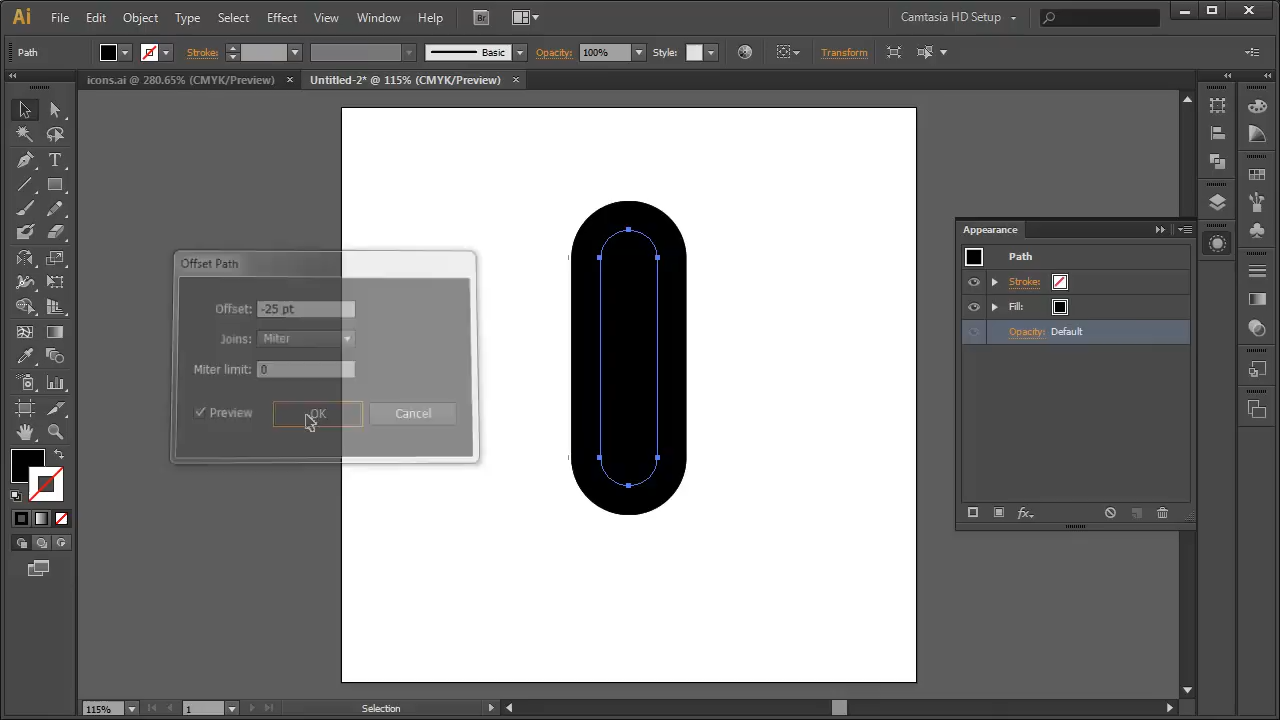 Ai File Edit Object Type Select Effect View Window Help Br Camtasia HD Setup
Path Stroke: Basic Opacity: 100% Style: Transform
icons.ai @ 280.65% (CMYK/Preview) × Untitled-2* @ 115% (CMYK/Preview) ×
Appearance
Path
Stroke:
Fill:
Opacity: Default
fx
Offset Path
Offset: -25 pt
Joins: Miter
Miter limit: 0
Preview OK Cancel
T
115% 1 Selection